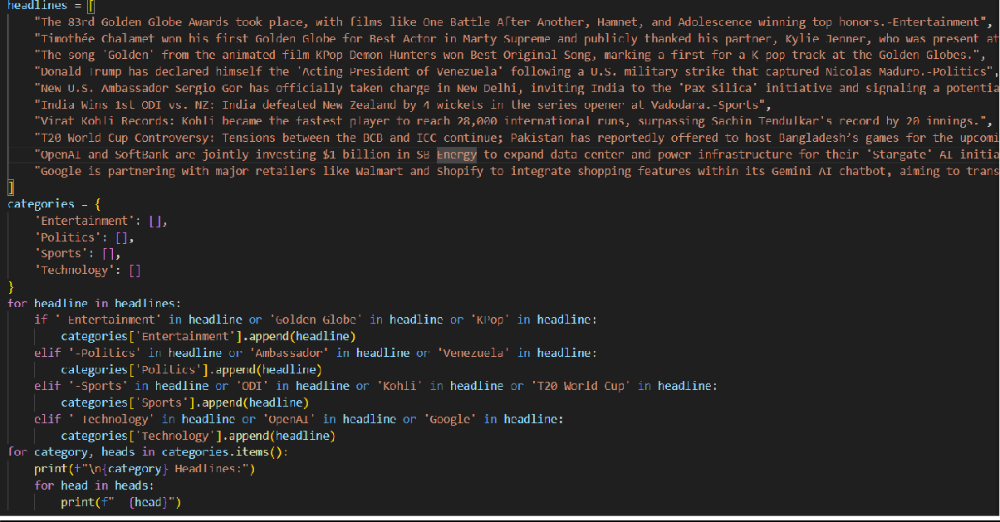 headlines = [
"The 83rd Golden Globe Awards took place, with films like One Battle After Another, Hamnet, and Adolescence winning top honors.-Entertainment",
"Timothée Chalamet won his first Golden Globe for Best Actor in Marty Supreme and publicly thanked his partner, Kylie Jenner, who was present at
"The song 'Golden' from the animated film KPop Demon Hunters won Best Original Song, marking a first for a K pop track at the Golden Globes.",
"Donald Trump has declared himself the 'Acting President of Venezuela' following a U.S. military strike that captured Nicolas Maduro.-Politics",
"New U.S. Ambassador Sergio Gor has officially taken charge in New Delhi, inviting India to the 'Pax Silica' initiative and signaling a potentia
"India Wins 1st ODI vs. NZ: India defeated New Zealand by 4 wickets in the series opener at Vadodara.-Sports",
"Virat Kohli Records: Kohli became the fastest player to reach 28,000 international runs, surpassing Sachin Tendulkar's record by 20 innings.",
"T20 World Cup Controversy: Tensions between the BCB and ICC continue; Pakistan has reportedly offered to host Bangladesh's games for the upcomi
"OpenAI and SoftBank are jointly investing $1 billion in SB Energy to expand data center and power infrastructure for their 'Stargate' AI initia
"Google is partnering with major retailers like Walmart and Shopify to integrate shopping features within its Gemini AI chatbot, aiming to trans
]
categories = {
'Entertainment': [],
'Politics': [],
'Sports': [],
'Technology': []
}
for headline in headlines:
if ' Entertainment' in headline or 'Golden Globe' in headline or 'KPop' in headline:
categories['Entertainment'].append(headline)
elif '-Politics' in headline or 'Ambassador' in headline or 'Venezuela' in headline:
categories['Politics'].append(headline)
elif '-Sports' in headline or 'ODI' in headline or 'Kohli' in headline or 'T20 World Cup' in headline:
categories['Sports'].append(headline)
elif ' Technology' in headline or 'OpenAI' in headline or 'Google' in headline:
categories['Technology'].append(headline)
for category, heads in categories.items():
print(f"\n{category} Headlines:")
for head in heads:
print(f"  {head}")